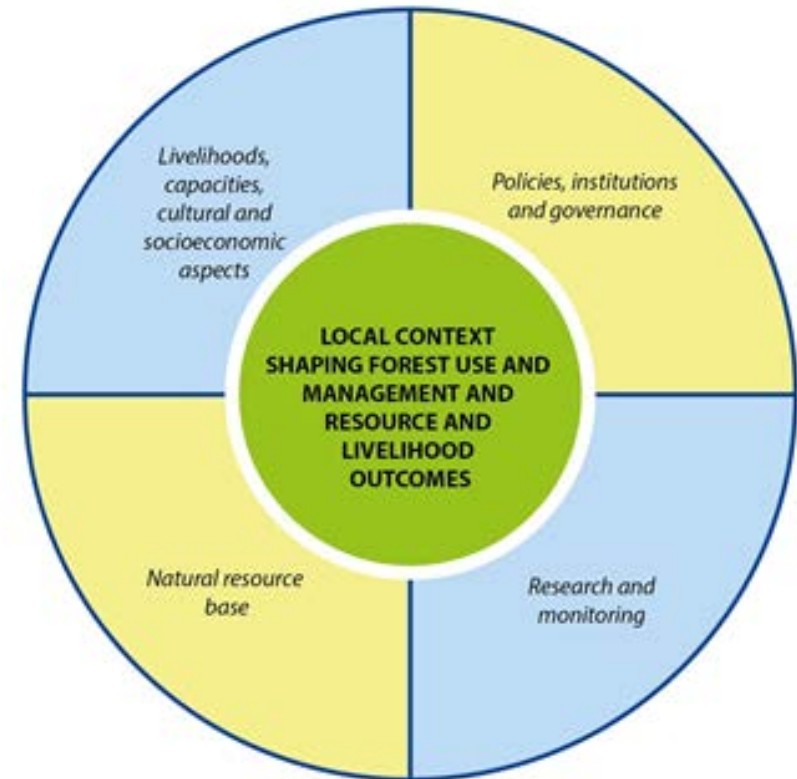 Livelihoods,
capacities,
cultural and
socioeconomic
aspects
Policies, institutions
and governance
LOCAL CONTEXT
SHAPING FOREST USE AND
MANAGEMENT AND
RESOURCE AND
LIVELIHOOD
OUTCOMES
Natural resource
base
Research and
monitoring